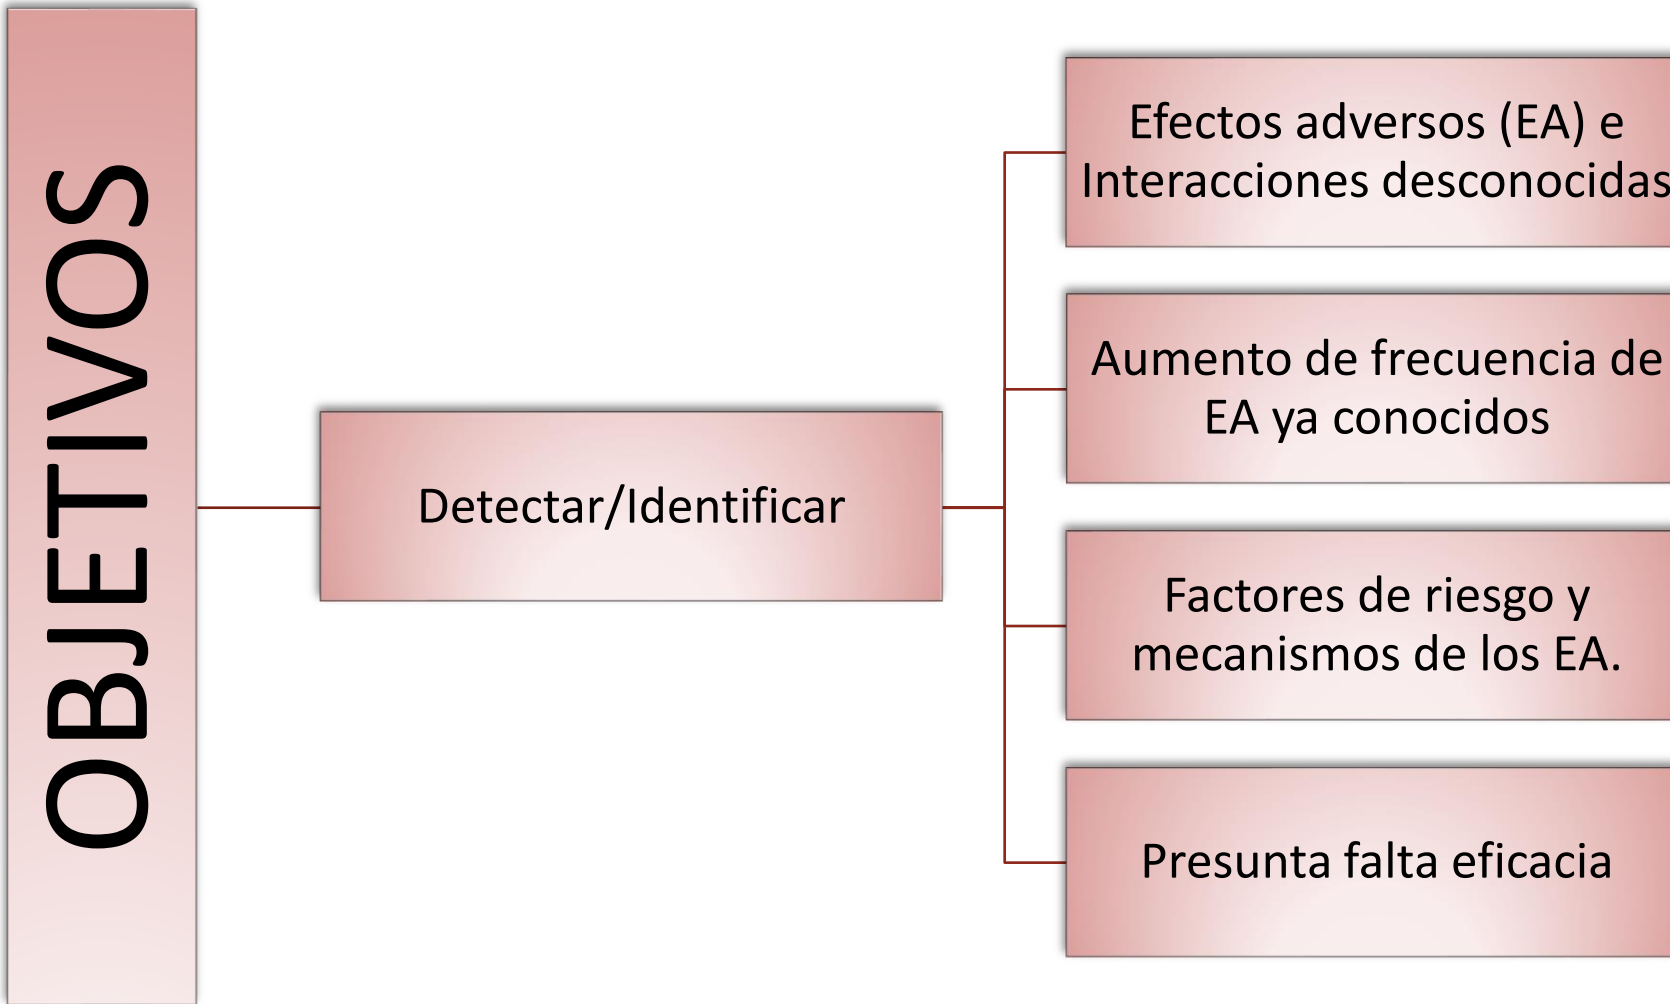 OBJETIVOS
Detectar/Identificar
Efectos adversos (EA) e
Interacciones desconocidas
Aumento de frecuencia de
EA ya conocidos
Factores de riesgo y
mecanismos de los EA.
Presunta falta eficacia